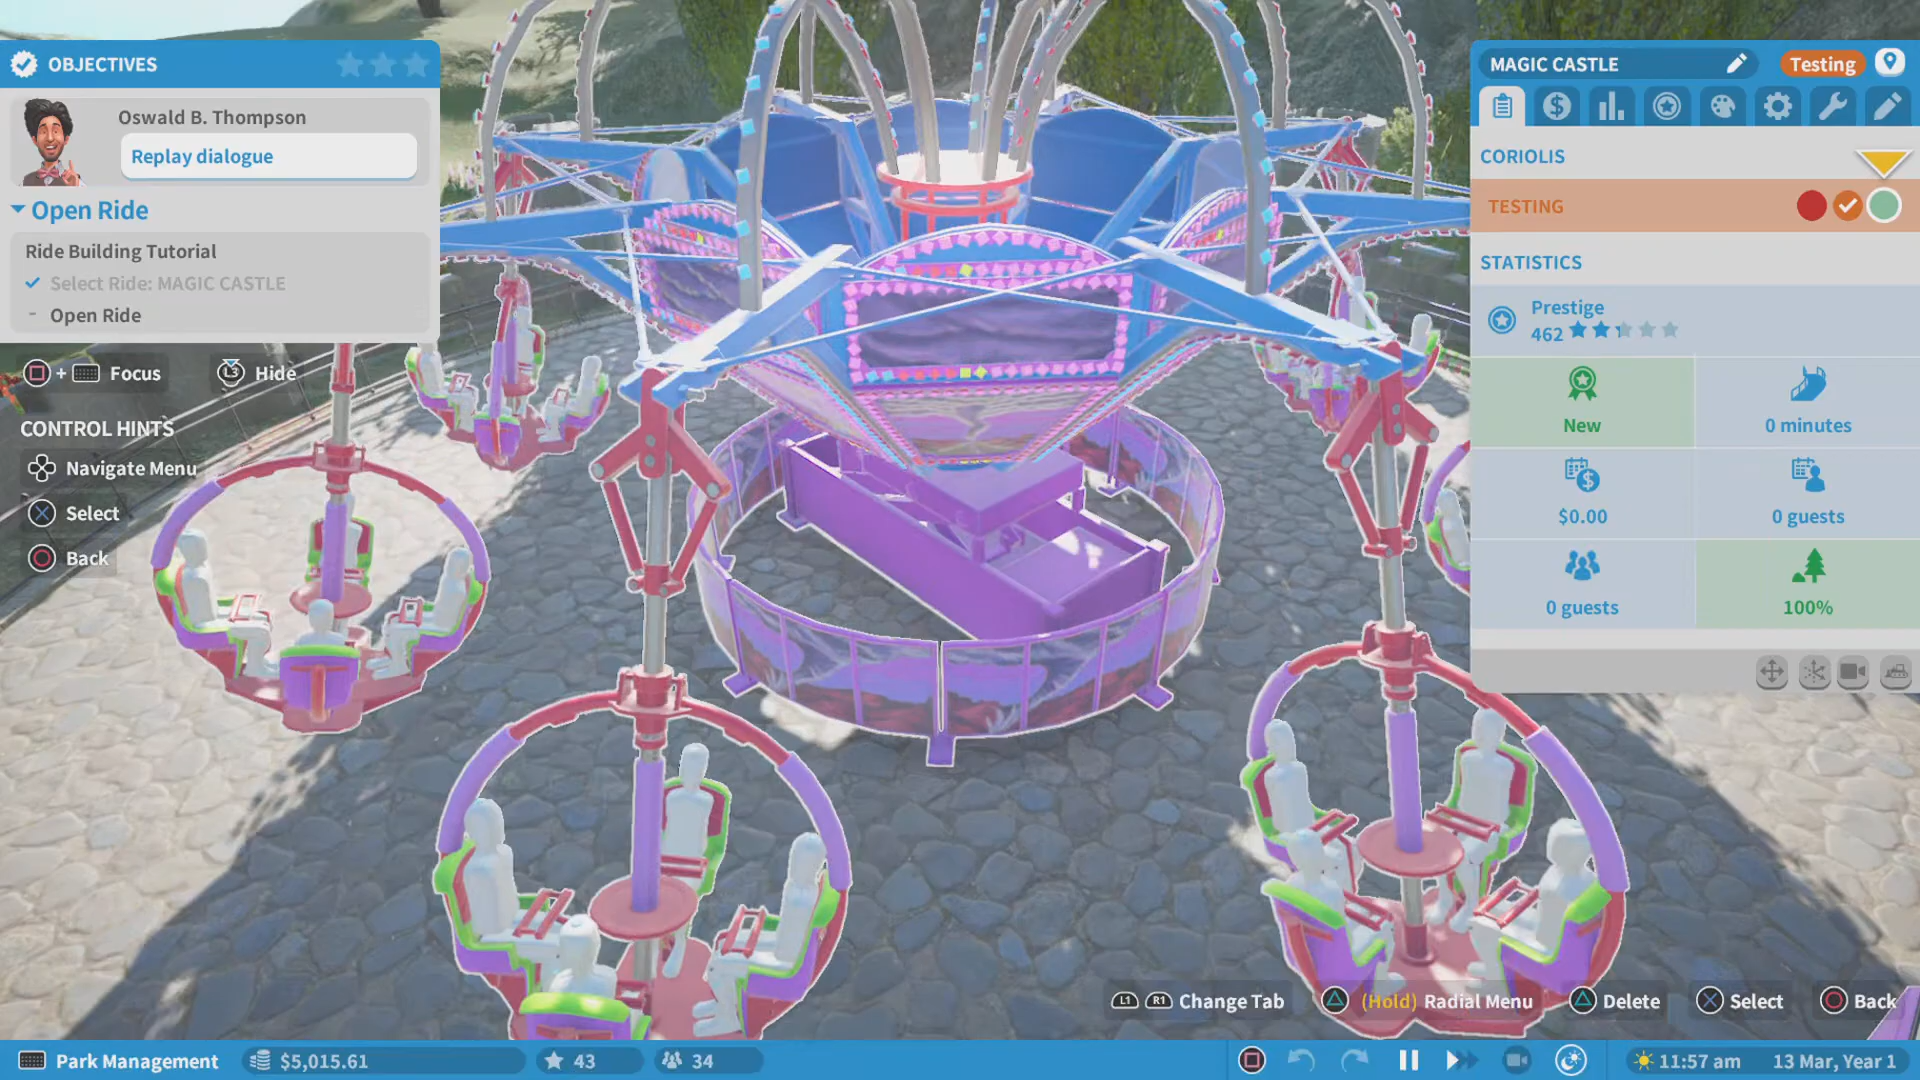 OBJECTIVES
Oswald B. Thompson
Replay dialogue
Open Ride
Ride Building Tutorial
Select Ride: MAGIC CASTLE
- Open Ride
+ Focus
L3 Hide
CONTROL HINTS
Navigate Menu
Select
Back
MAGIC CASTLE
Testing
CORIOLIS
TESTING
STATISTICS
Prestige
462
New
0 minutes
$0.00
0 guests
0 guests
100%
L1 R1 Change Tab
(Hold) Radial Menu
Delete
Select
Back
Park Management
$5,015.61
43
34
11:57 am
13 Mar, Year 1